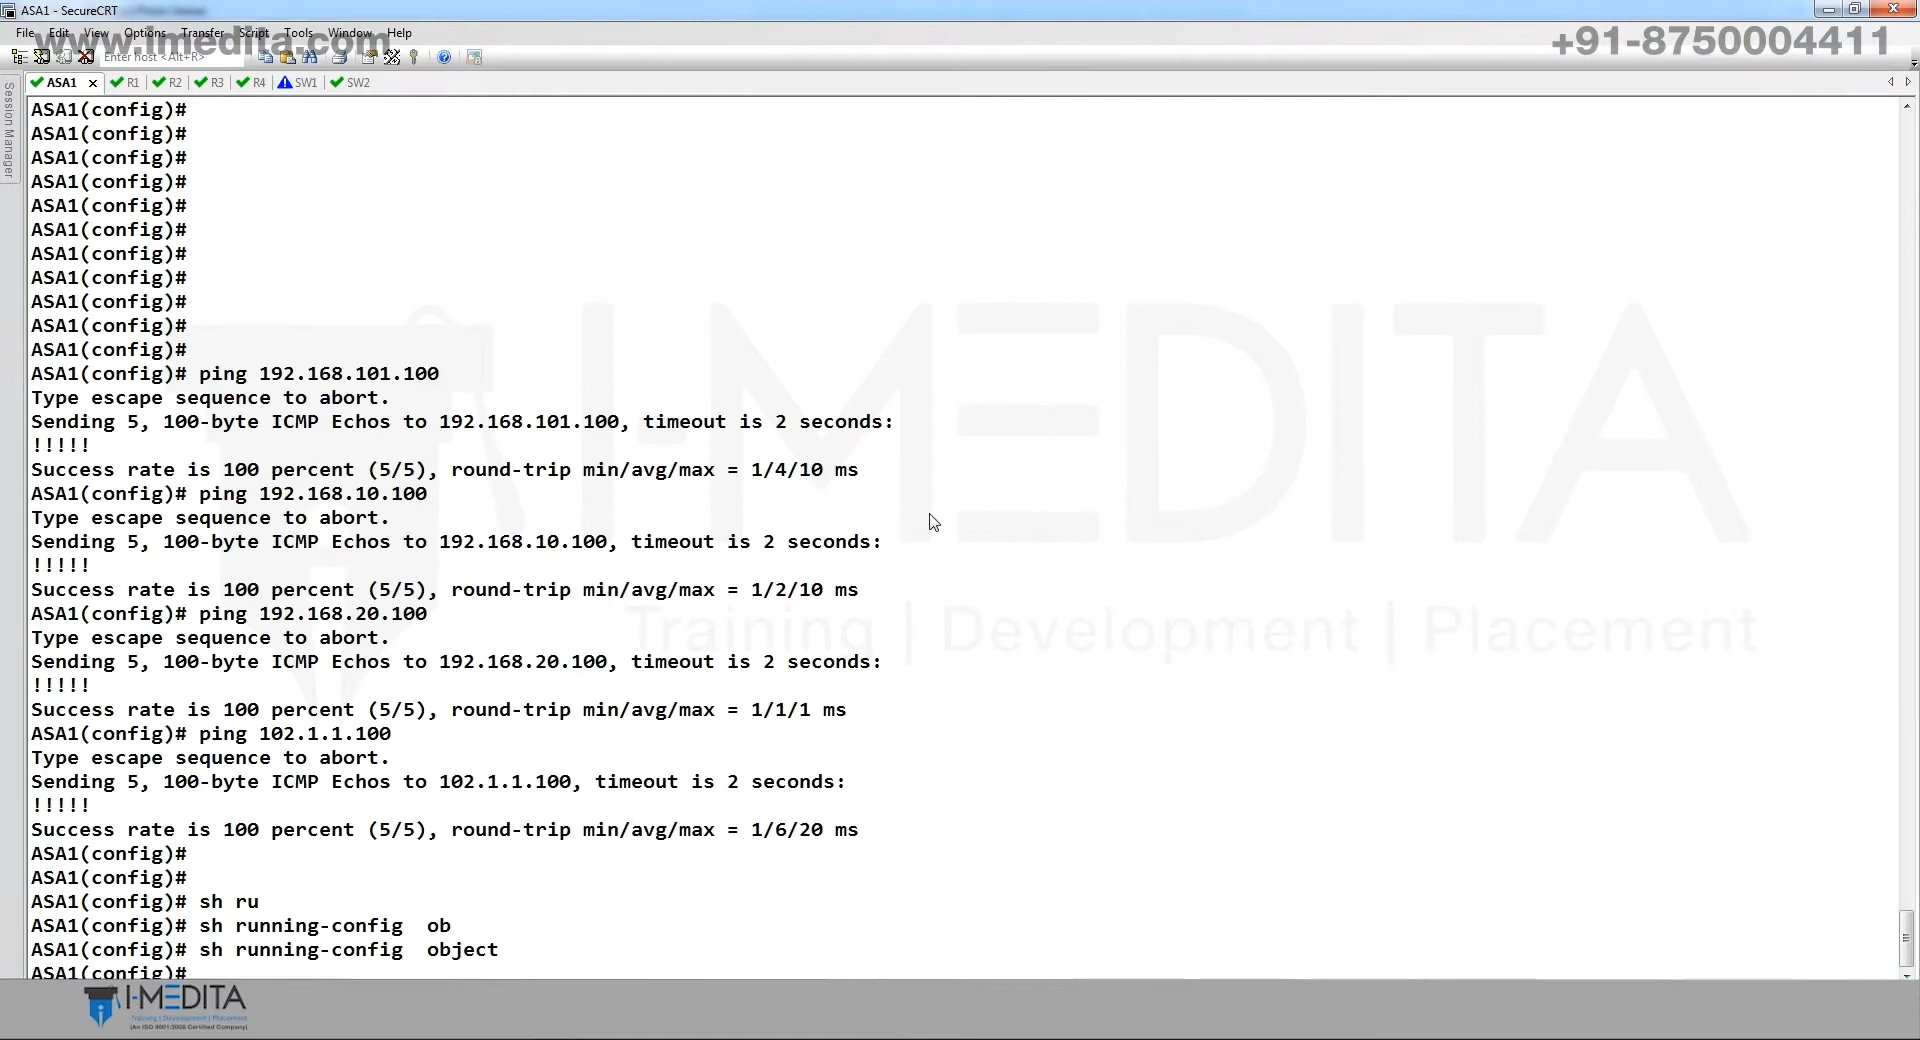 ASA1 - SecureCRT
File Edit View Options Transfer Script Tools Window Help
www.imedita.com
+91-8750004411
Enter host <Alt+R>
ASA1 R1 R2 R3 R4 SW1 SW2
Session Manager
ASA1(config)#
ASA1(config)#
ASA1(config)#
ASA1(config)#
ASA1(config)#
ASA1(config)#
ASA1(config)#
ASA1(config)#
ASA1(config)#
ASA1(config)#
ASA1(config)#
ASA1(config)# ping 192.168.101.100
Type escape sequence to abort.
Sending 5, 100-byte ICMP Echos to 192.168.101.100, timeout is 2 seconds:
!!!!!
Success rate is 100 percent (5/5), round-trip min/avg/max = 1/4/10 ms
ASA1(config)# ping 192.168.10.100
Type escape sequence to abort.
Sending 5, 100-byte ICMP Echos to 192.168.10.100, timeout is 2 seconds:
!!!!!
Success rate is 100 percent (5/5), round-trip min/avg/max = 1/2/10 ms
ASA1(config)# ping 192.168.20.100
Type escape sequence to abort.
Sending 5, 100-byte ICMP Echos to 192.168.20.100, timeout is 2 seconds:
!!!!!
Success rate is 100 percent (5/5), round-trip min/avg/max = 1/1/1 ms
ASA1(config)# ping 102.1.1.100
Type escape sequence to abort.
Sending 5, 100-byte ICMP Echos to 102.1.1.100, timeout is 2 seconds:
!!!!!
Success rate is 100 percent (5/5), round-trip min/avg/max = 1/6/20 ms
ASA1(config)#
ASA1(config)#
ASA1(config)# sh ru
ASA1(config)# sh running-config  ob
ASA1(config)# sh running-config  object
ASA1(config)#
I-MEDITA
Training | Development | Placement
I-MEDITA
Training | Development | Placement
(An ISO 9001:2008 Certified Company)